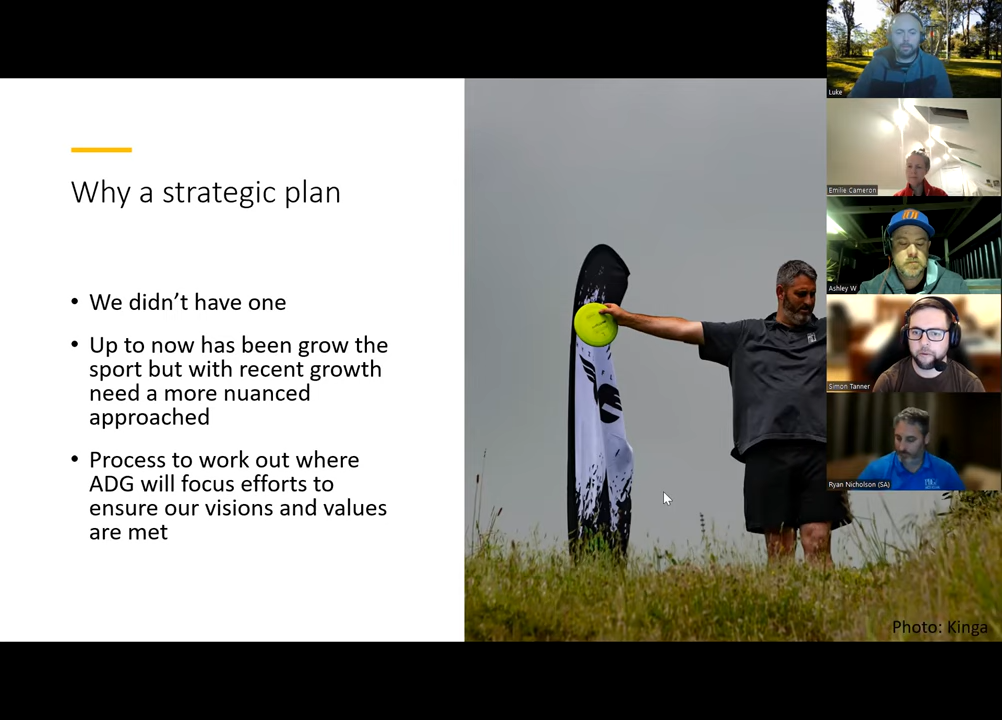 Why a strategic plan
• We didn’t have one
• Up to now has been grow the
sport but with recent growth
need a more nuanced
approached
• Process to work out where
ADG will focus efforts to
ensure our visions and values
are met
Photo: Kinga
Luke
Emilie Cameron
Ashley W
Simon Tanner
Ryan Nicholson (SA)